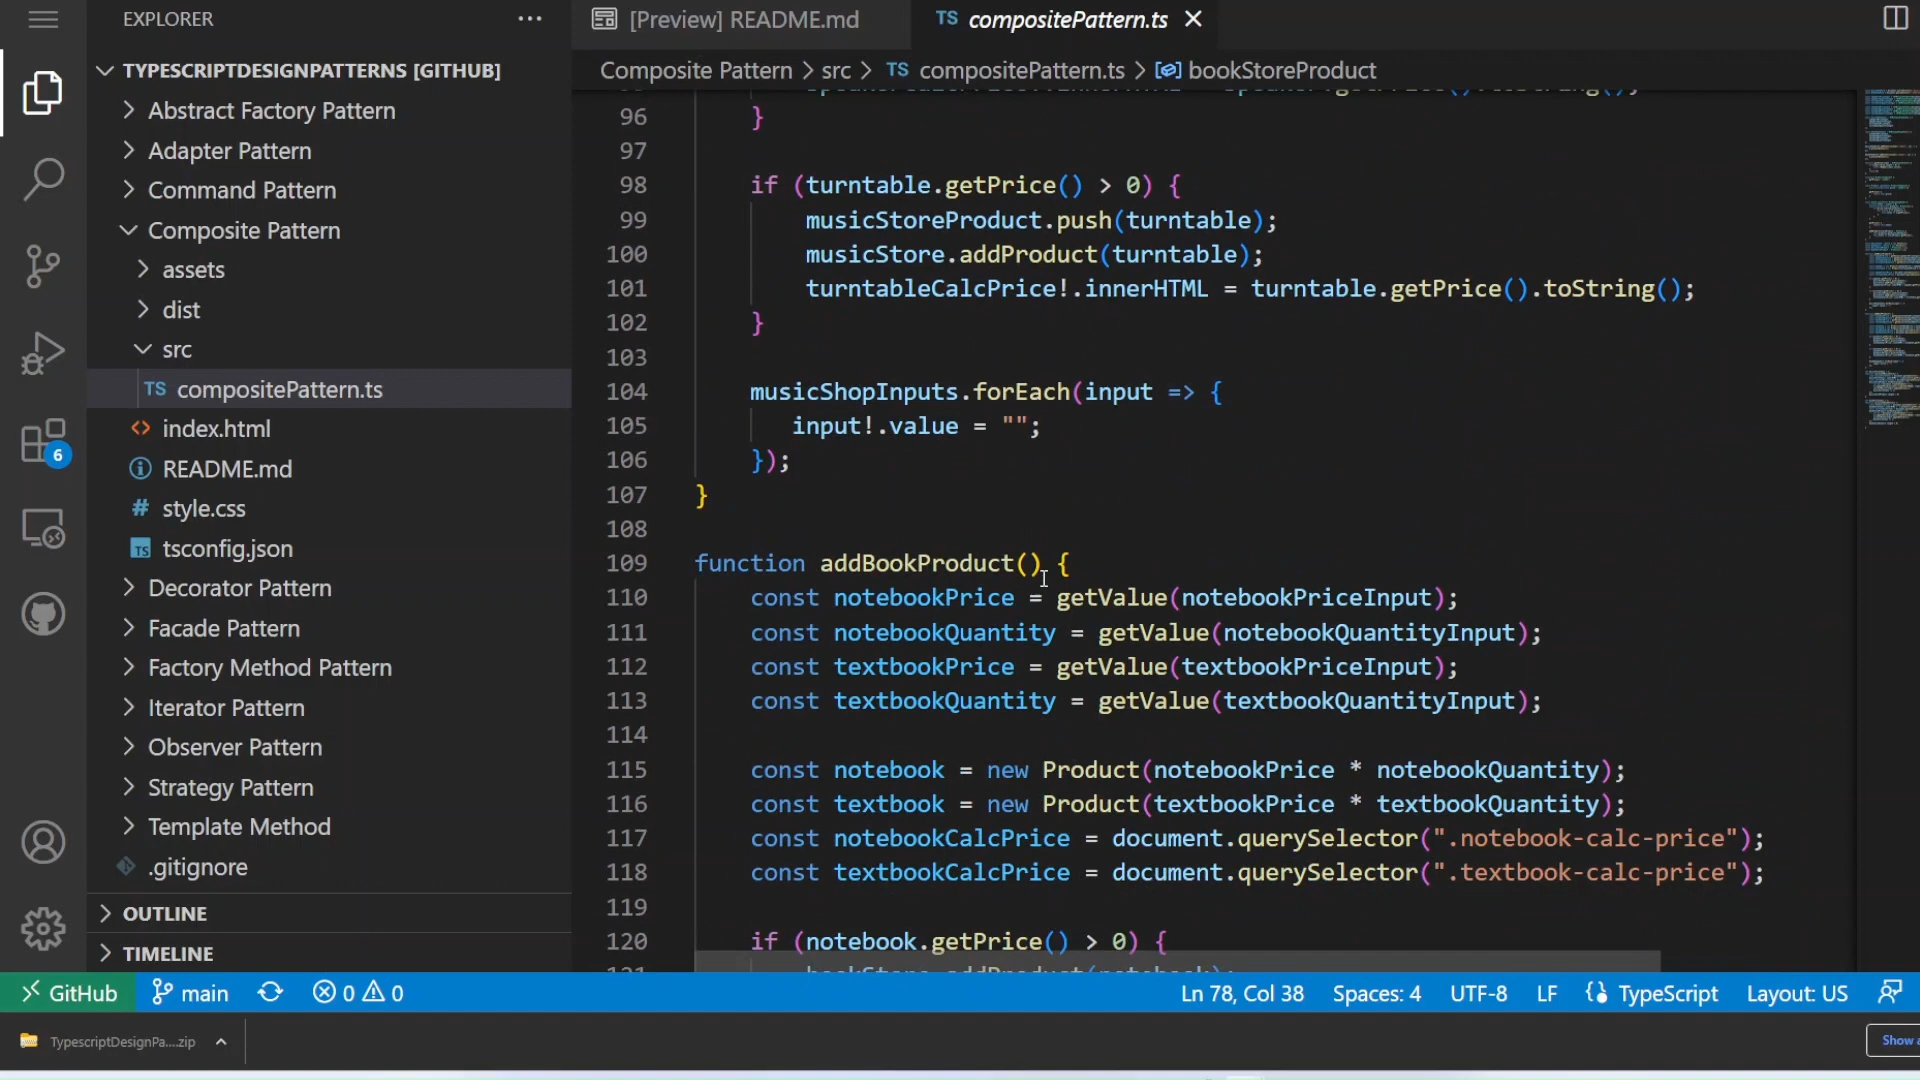 EXPLORER
TYPESCRIPTDESIGNPATTERNS [GITHUB]
Abstract Factory Pattern
Adapter Pattern
Command Pattern
Composite Pattern
assets
dist
src
TS compositePattern.ts
index.html
README.md
style.css
TS tsconfig.json
Decorator Pattern
Facade Pattern
Factory Method Pattern
Iterator Pattern
Observer Pattern
Strategy Pattern
Template Method
.gitignore
OUTLINE
TIMELINE
6
[Preview] README.md
TS compositePattern.ts
Composite Pattern > src > TS compositePattern.ts > bookStoreProduct
96 }
97
98 if (turntable.getPrice() > 0) {
99 musicStoreProduct.push(turntable);
100 musicStore.addProduct(turntable);
101 turntableCalcPrice!.innerHTML = turntable.getPrice().toString();
102 }
103
104 musicShopInputs.forEach(input => {
105 input!.value = "";
106 });
107 }
108
109 function addBookProduct() {
110 const notebookPrice = getValue(notebookPriceInput);
111 const notebookQuantity = getValue(notebookQuantityInput);
112 const textbookPrice = getValue(textbookPriceInput);
113 const textbookQuantity = getValue(textbookQuantityInput);
114
115 const notebook = new Product(notebookPrice * notebookQuantity);
116 const textbook = new Product(textbookPrice * textbookQuantity);
117 const notebookCalcPrice = document.querySelector(".notebook-calc-price");
118 const textbookCalcPrice = document.querySelector(".textbook-calc-price");
119
120 if (notebook.getPrice() > 0) {
GitHub main 0 0 Ln 78, Col 38 Spaces: 4 UTF-8 LF TypeScript Layout: US
TypescriptDesignPa....zip
Show